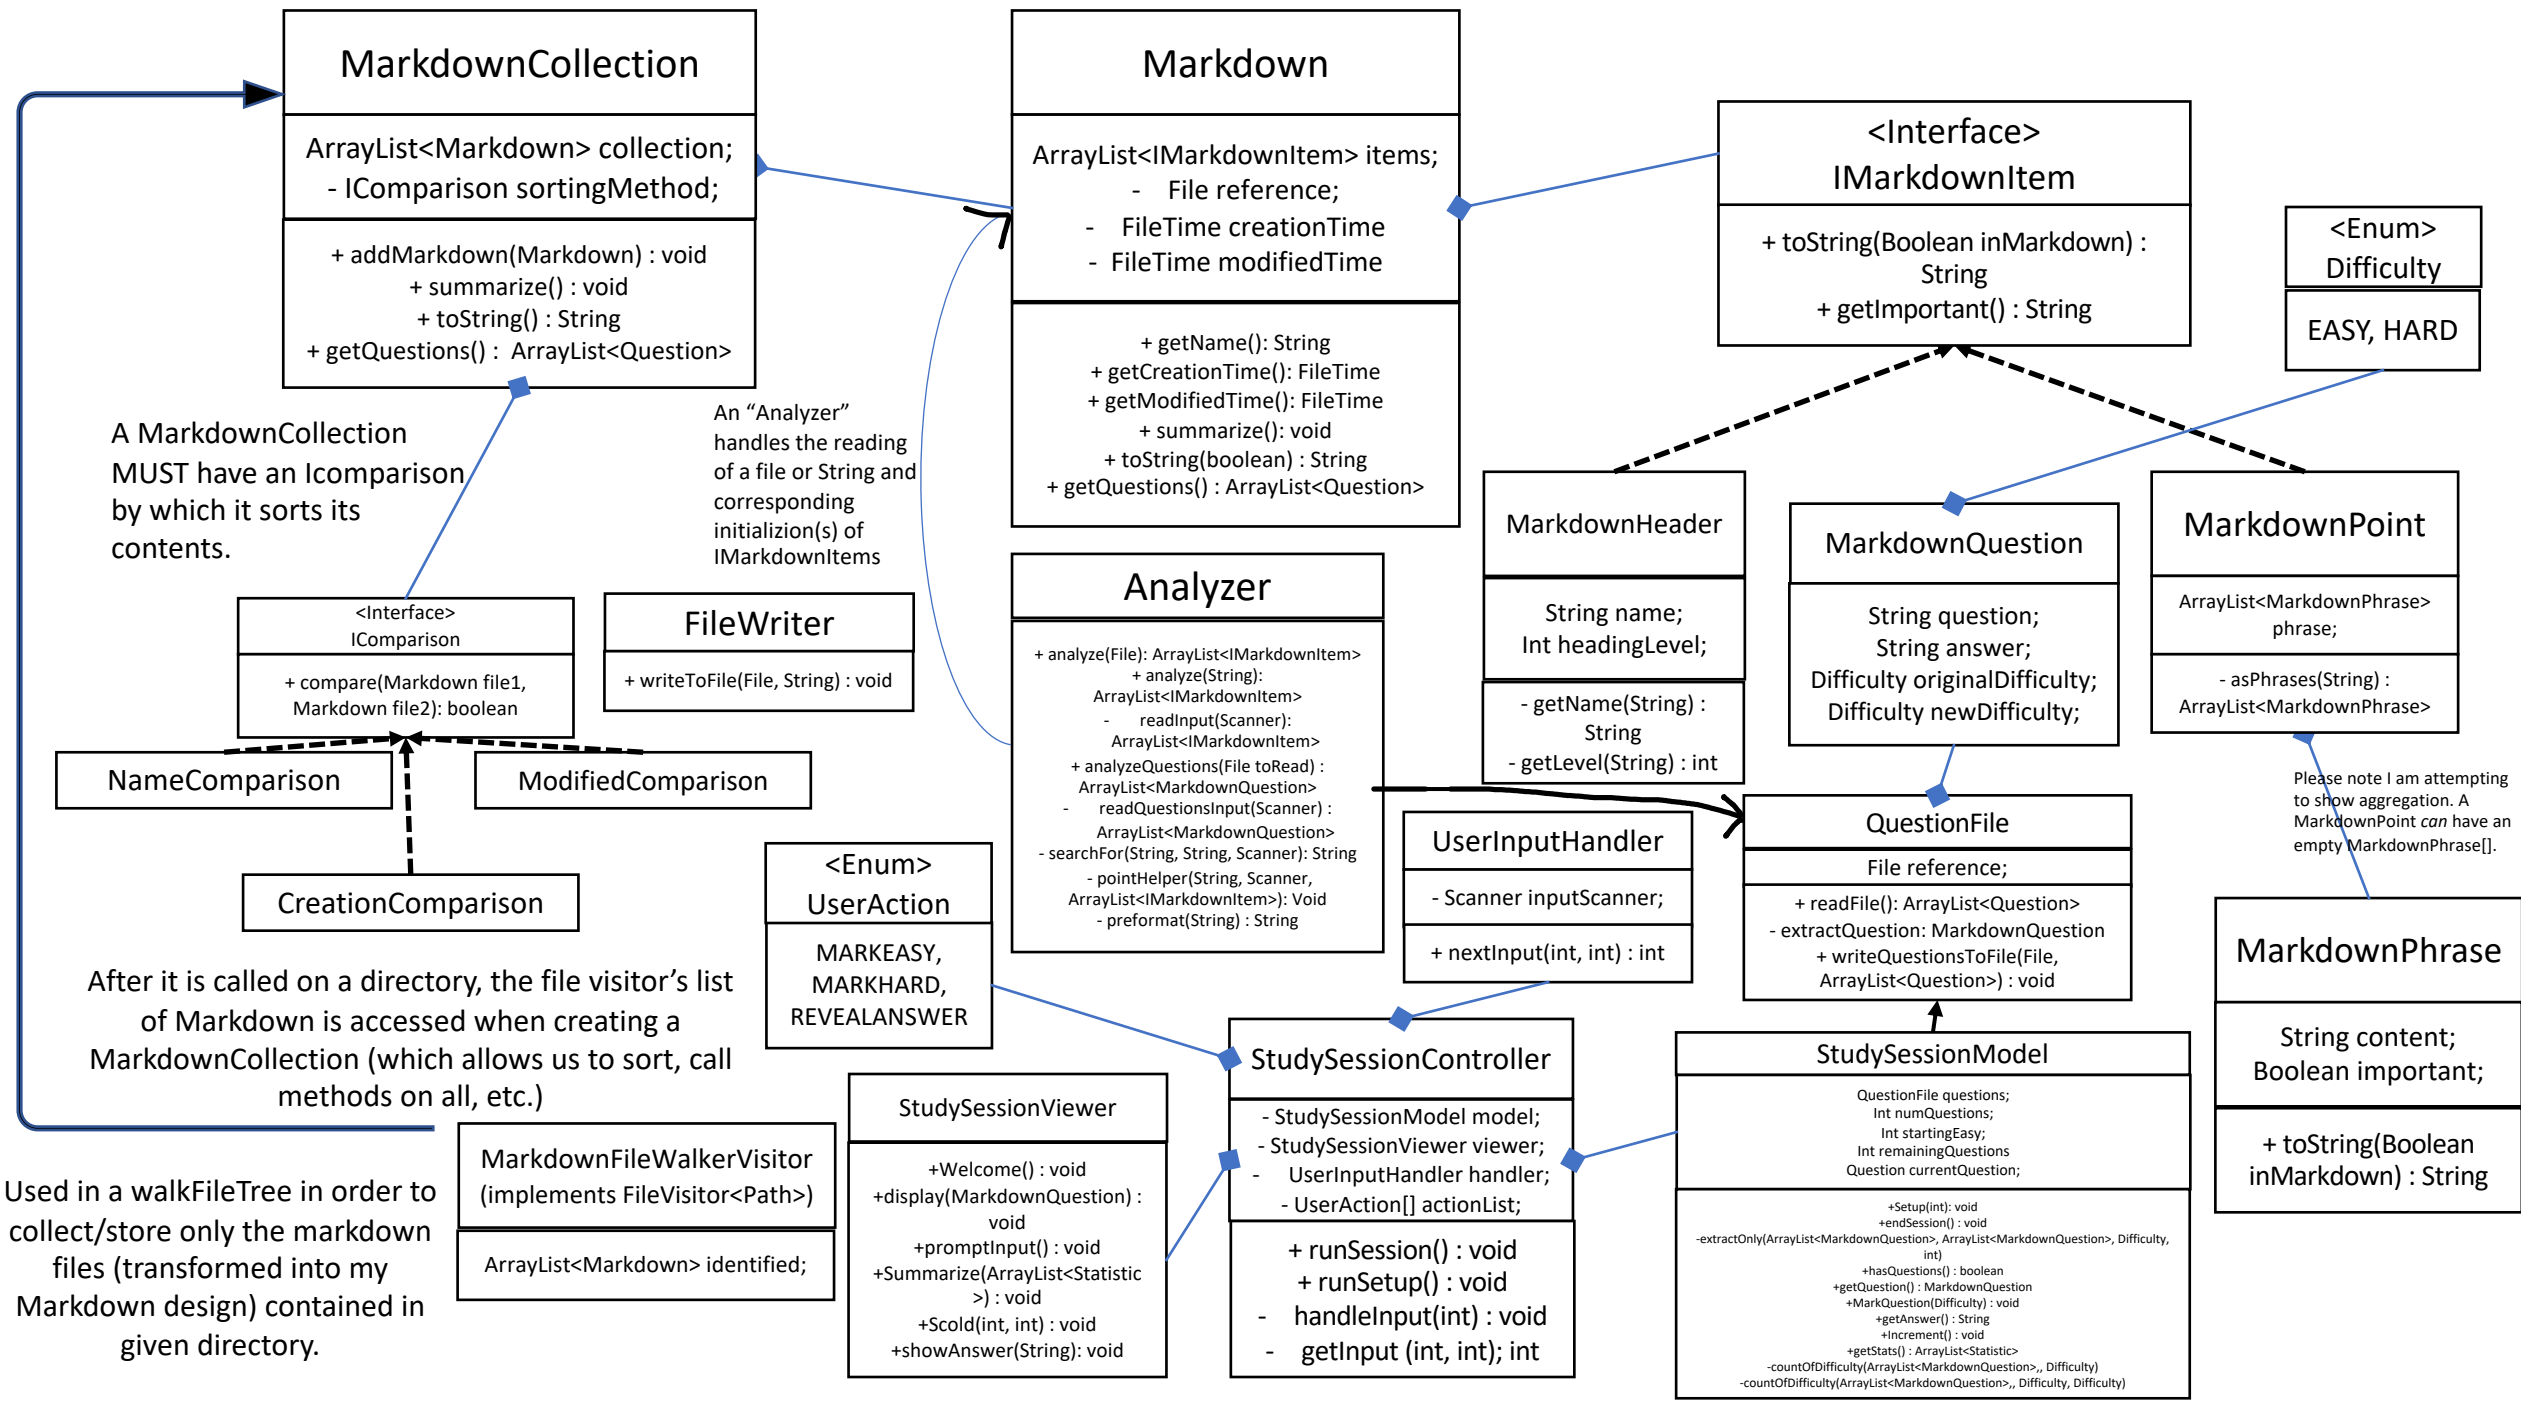 MarkdownCollection
ArrayList<Markdown> collection;
- IComparison sortingMethod;
+ addMarkdown(Markdown) : void
+ summarize() : void
+ toString() : String
+ getQuestions() :  ArrayList<Question>
Markdown
ArrayList<IMarkdownItem> items;
- File reference;
- FileTime creationTime
- FileTime modifiedTime
+ getName(): String
+ getCreationTime(): FileTime
+ getModifiedTime(): FileTime
+ summarize(): void
+ toString(boolean) : String
+ getQuestions() : ArrayList<Question>
<Interface>
IMarkdownItem
+ toString(Boolean inMarkdown) :
String
+ getImportant() : String
<Enum>
Difficulty
EASY, HARD
A MarkdownCollection
MUST have an Icomparison
by which it sorts its
contents.
An “Analyzer”
handles the reading
of a file or String and
corresponding
initializion(s) of
IMarkdownItems
MarkdownHeader
String name;
Int headingLevel;
- getName(String) :
String
- getLevel(String) : int
MarkdownQuestion
String question;
String answer;
Difficulty originalDifficulty;
Difficulty newDifficulty;
MarkdownPoint
ArrayList<MarkdownPhrase>
phrase;
- asPhrases(String) :
ArrayList<MarkdownPhrase>
<Interface>
IComparison
+ compare(Markdown file1,
Markdown file2): boolean
FileWriter
+ writeToFile(File, String) : void
Analyzer
+ analyze(File): ArrayList<IMarkdownItem>
+ analyze(String):
ArrayList<IMarkdownItem>
- readInput(Scanner):
ArrayList<IMarkdownItem>
+ analyzeQuestions(File toRead) :
ArrayList<MarkdownQuestion>
- readQuestionsInput(Scanner) :
ArrayList<MarkdownQuestion>
- searchFor(String, String, Scanner): String
- pointHelper(String, Scanner,
ArrayList<IMarkdownItem>): Void
- preformat(String) : String
NameComparison
ModifiedComparison
CreationComparison
Please note I am attempting
to show aggregation. A
MarkdownPoint can have an
empty MarkdownPhrase[].
<Enum>
UserAction
MARKEASY,
MARKHARD,
REVEALANSWER
UserInputHandler
- Scanner inputScanner;
+ nextInput(int, int) : int
QuestionFile
File reference;
+ readFile(): ArrayList<Question>
- extractQuestion: MarkdownQuestion
+ writeQuestionsToFile(File,
ArrayList<Question>) : void
MarkdownPhrase
String content;
Boolean important;
+ toString(Boolean
inMarkdown) : String
After it is called on a directory, the file visitor’s list
of Markdown is accessed when creating a
MarkdownCollection (which allows us to sort, call
methods on all, etc.)
StudySessionViewer
+Welcome() : void
+display(MarkdownQuestion) :
void
+promptInput() : void
+Summarize(ArrayList<Statistic
>) : void
+Scold(int, int) : void
+showAnswer(String): void
StudySessionController
- StudySessionModel model;
- StudySessionViewer viewer;
- UserInputHandler handler;
- UserAction[] actionList;
+ runSession() : void
+ runSetup() : void
- handleInput(int) : void
- getInput (int, int); int
StudySessionModel
QuestionFile questions;
Int numQuestions;
Int startingEasy;
Int remainingQuestions
Question currentQuestion;
+Setup(int): void
+endSession() : void
-extractOnly(ArrayList<MarkdownQuestion>, ArrayList<MarkdownQuestion>, Difficulty,
int)
+hasQuestions() : boolean
+getQuestion() : MarkdownQuestion
+MarkQuestion(Difficulty) : void
+getAnswer() : String
+Increment() : void
+getStats() : ArrayList<Statistic>
-countOfDifficulty(ArrayList<MarkdownQuestion>,, Difficulty)
-countOfDifficulty(ArrayList<MarkdownQuestion>,, Difficulty, Difficulty)
MarkdownFileWalkerVisitor
(implements FileVisitor<Path>)
ArrayList<Markdown> identified;
Used in a walkFileTree in order to
collect/store only the markdown
files (transformed into my
Markdown design) contained in
given directory.